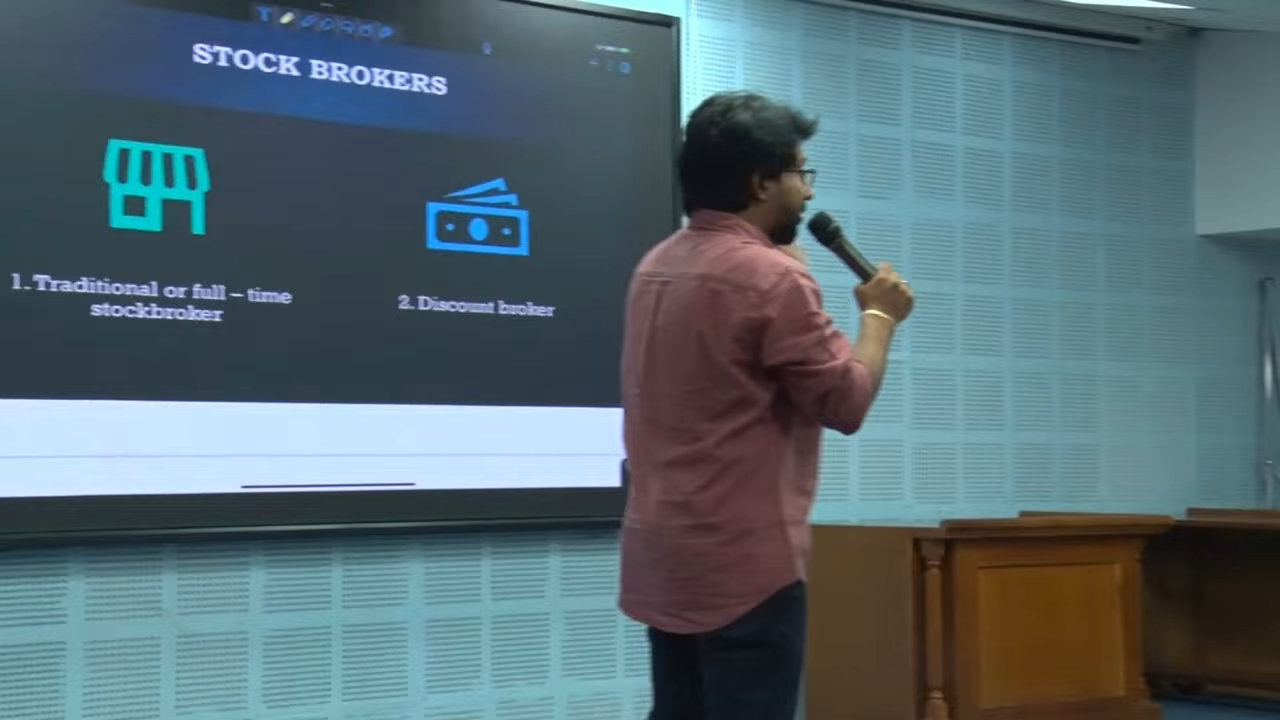 STOCK BROKERS
1. Traditional or full – time
stockbroker
2. Discount broker